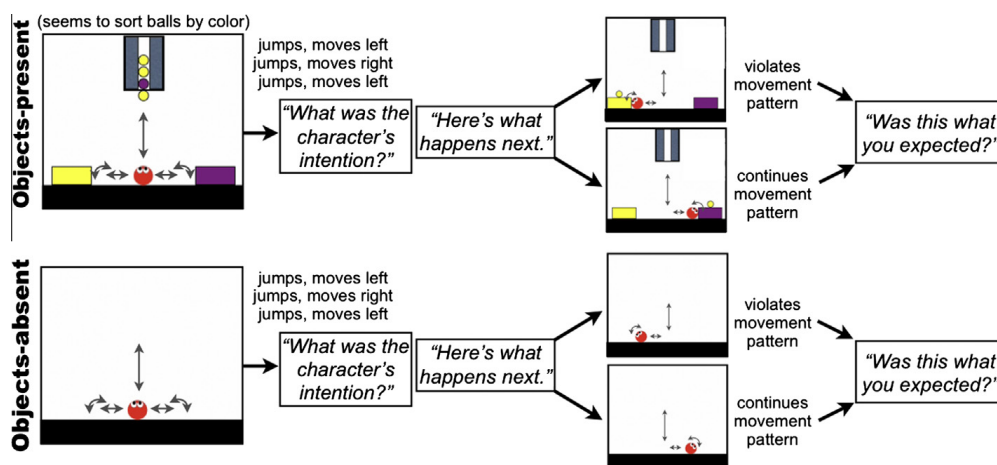 Objects-present
(seems to sort balls by color)
jumps, moves left
jumps, moves right
jumps, moves left
“What was the
character’s
intention?”
“Here’s what
happens next.”
violates
movement
pattern
continues
movement
pattern
“Was this what
you expected?”
Objects-absent
jumps, moves left
jumps, moves right
jumps, moves left
“What was the
character’s
intention?”
“Here’s what
happens next.”
violates
movement
pattern
continues
movement
pattern
“Was this what
you expected?”